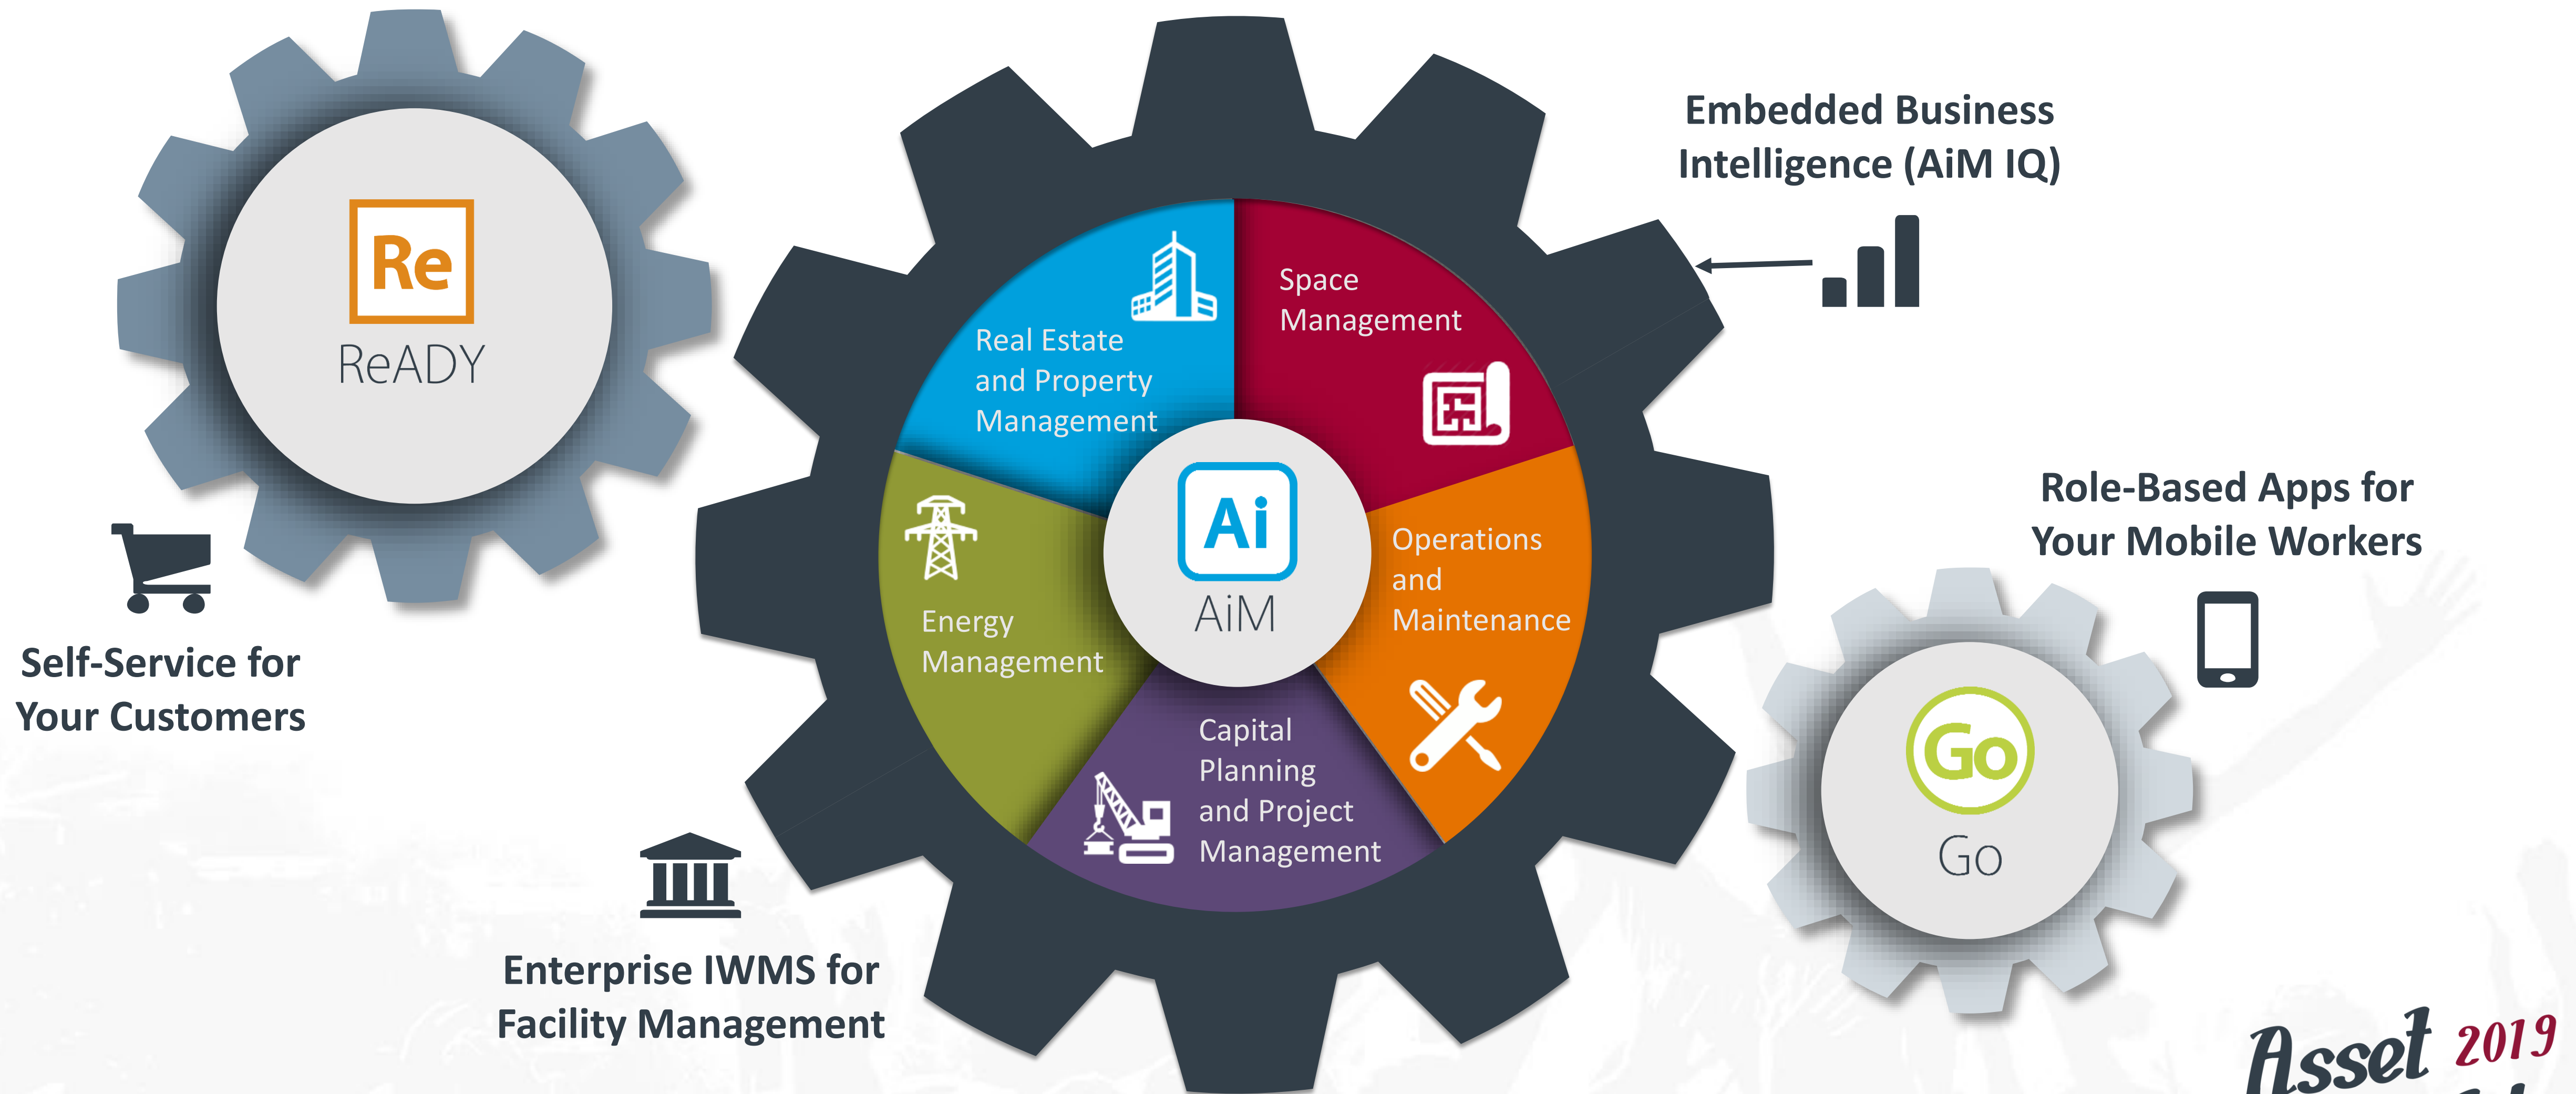 Re
ReADY
Self-Service for
Your Customers
Enterprise IWMS for
Facility Management
Real Estate
and Property
Management
Space
Management
Energy
Management
Ai
AiM
Operations
and
Maintenance
Capital
Planning
and Project
Management
Embedded Business
Intelligence (AiM IQ)
Role-Based Apps for
Your Mobile Workers
Go
Go
Asset 2019